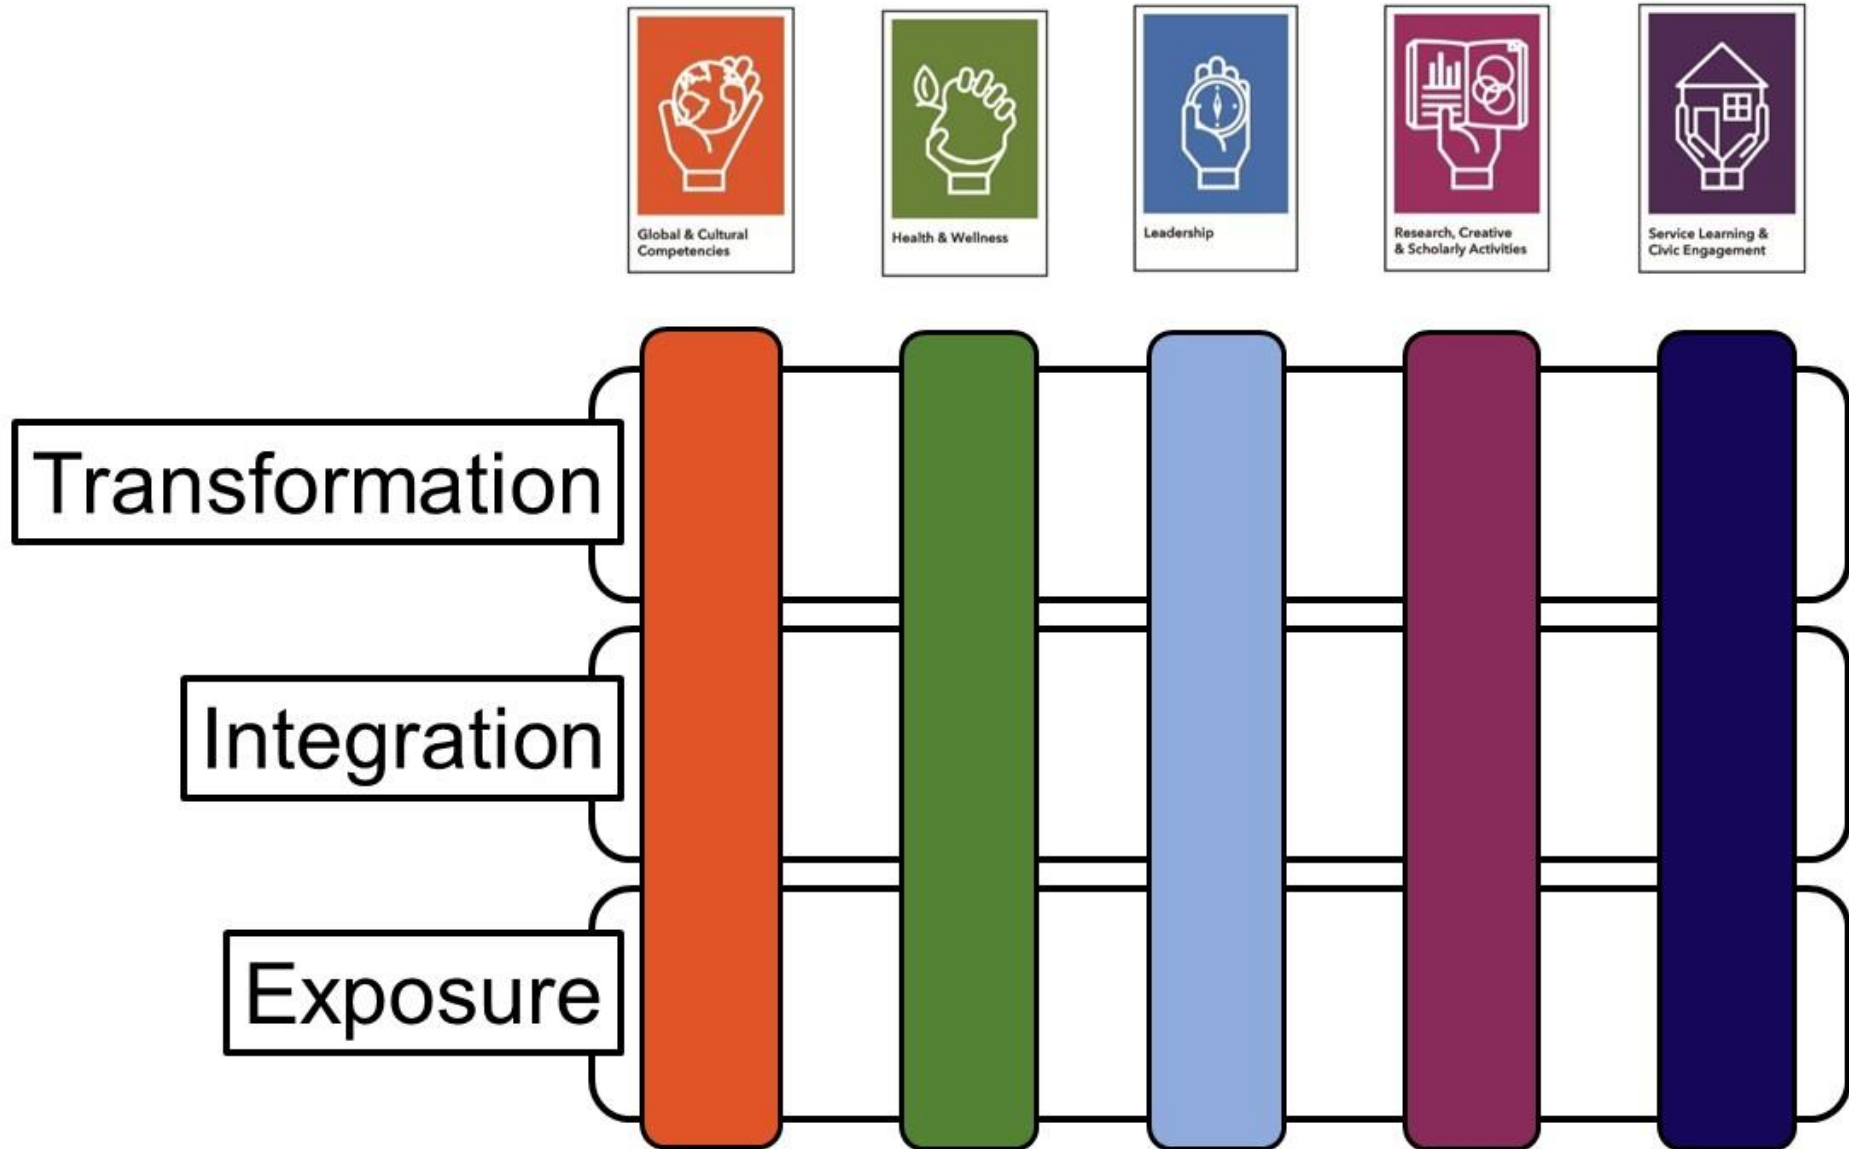 Global & Cultural
Competencies
Health & Wellness
Leadership
Research, Creative
& Scholarly Activities
Service Learning &
Civic Engagement
Transformation
Integration
Exposure